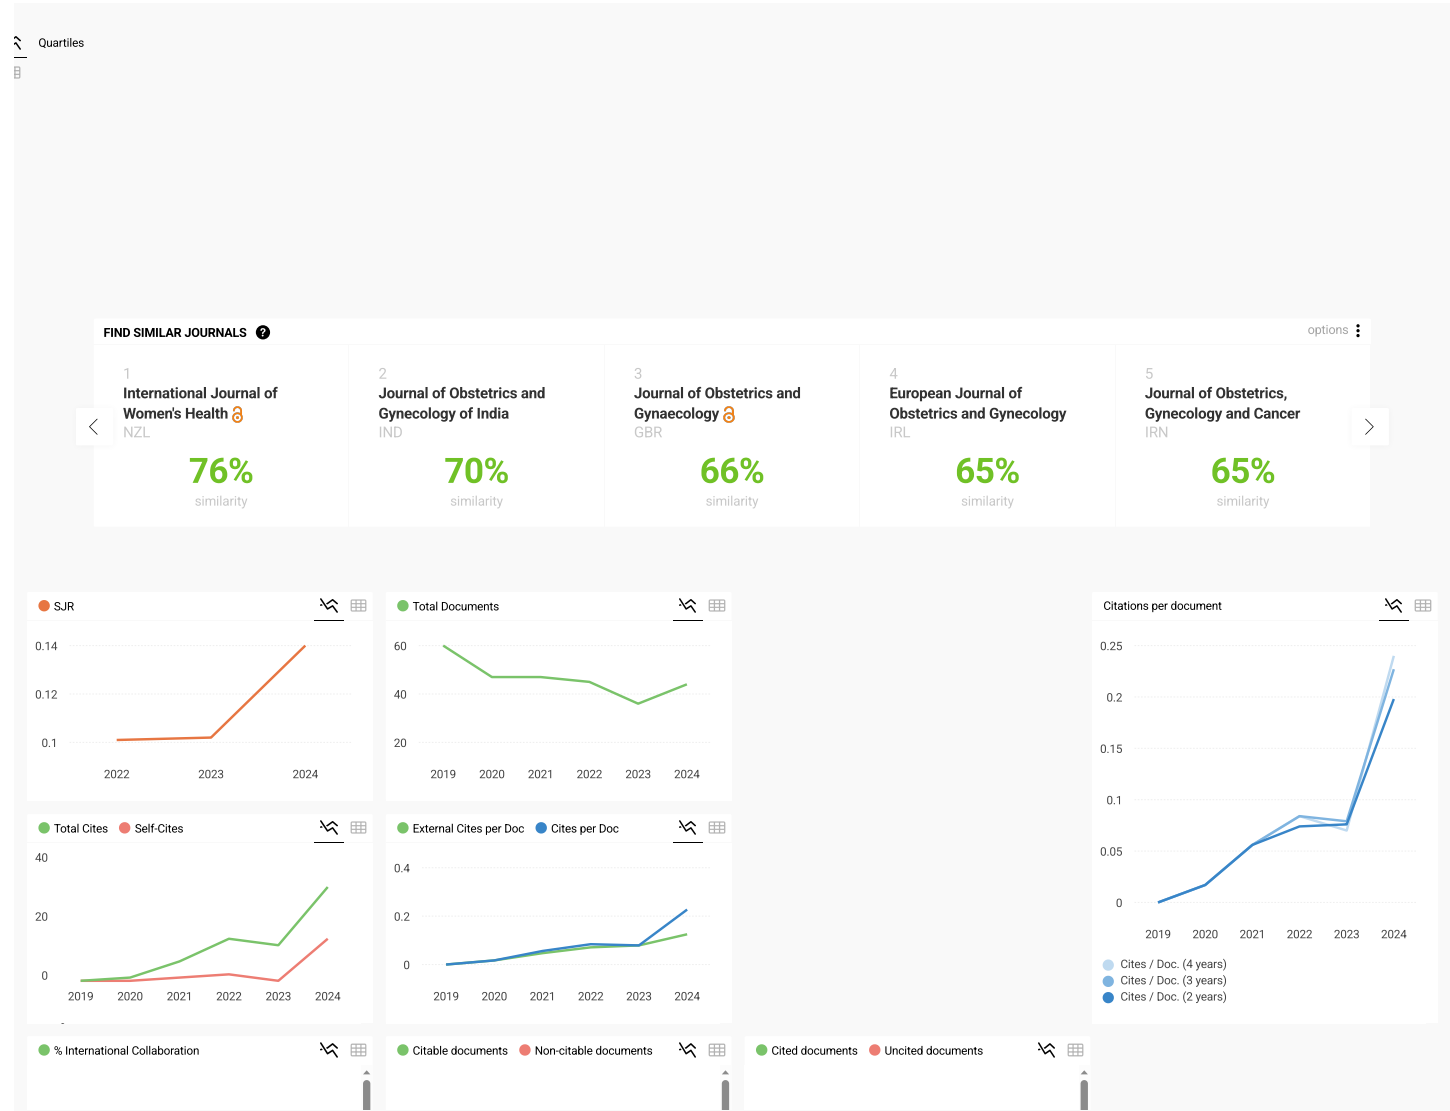 Quartiles
FIND SIMILAR JOURNALS ?
options
1
International Journal of
Women's Health
NZL
76%
similarity
2
Journal of Obstetrics and
Gynecology of India
IND
70%
similarity
3
Journal of Obstetrics and
Gynaecology
GBR
66%
similarity
4
European Journal of
Obstetrics and Gynecology
IRL
65%
similarity
5
Journal of Obstetrics,
Gynecology and Cancer
IRN
65%
similarity
SJR
0.14
0.12
0.1
2022 2023 2024
Total Documents
60
40
20
2019 2020 2021 2022 2023 2024
Citations per document
0.25
0.2
0.15
0.1
0.05
0
2019 2020 2021 2022 2023 2024
Cites / Doc. (4 years)
Cites / Doc. (3 years)
Cites / Doc. (2 years)
Total Cites Self-Cites
40
20
0
2019 2020 2021 2022 2023 2024
External Cites per Doc Cites per Doc
0.4
0.2
0
2019 2020 2021 2022 2023 2024
% International Collaboration
Citable documents Non-citable documents
Cited documents Uncited documents